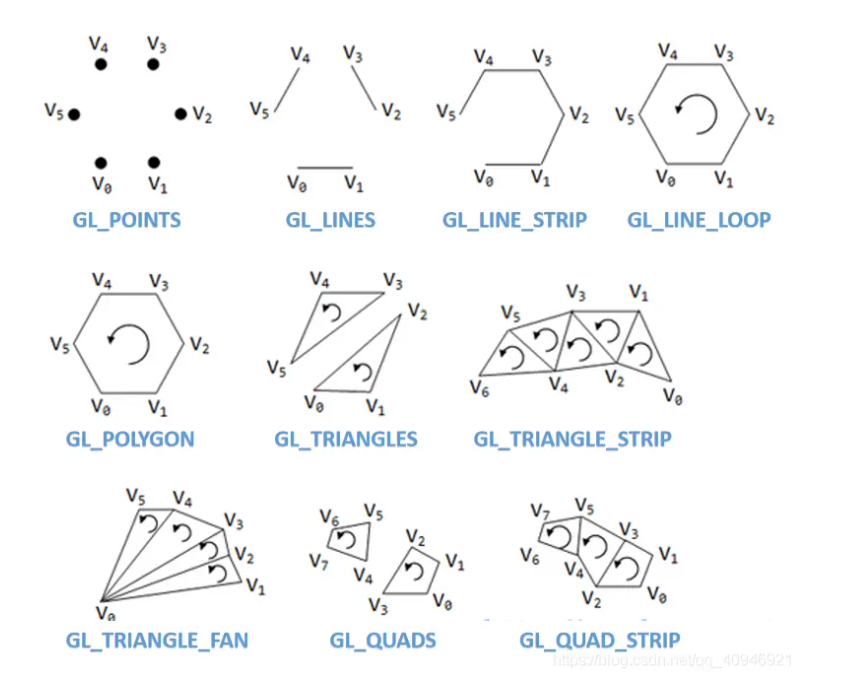 V4 V3
V5 V2
V0 V1
GL_POINTS
V4 V3
V5 V2
V0 V1
GL_LINES
V4 V3
V5 V2
V0 V1
GL_LINE_STRIP
V4 V3
V5 V2
V0 V1
GL_LINE_LOOP
V4 V3
V5 V2
V0 V1
GL_POLYGON
V4 V3
V2
V5
V0 V1
GL_TRIANGLES
V3 V1
V5
V6 V4 V2 V0
GL_TRIANGLE_STRIP
V5 V4
V3
V2
V1
V0
GL_TRIANGLE_FAN
V6 V5
V2
V7 V4 V1
V3 V0
GL_QUADS
V7 V5
V3
V6 V4 V1
V2 V0
GL_QUAD_STRIP
https://blog.csdn.net/qq_40946921